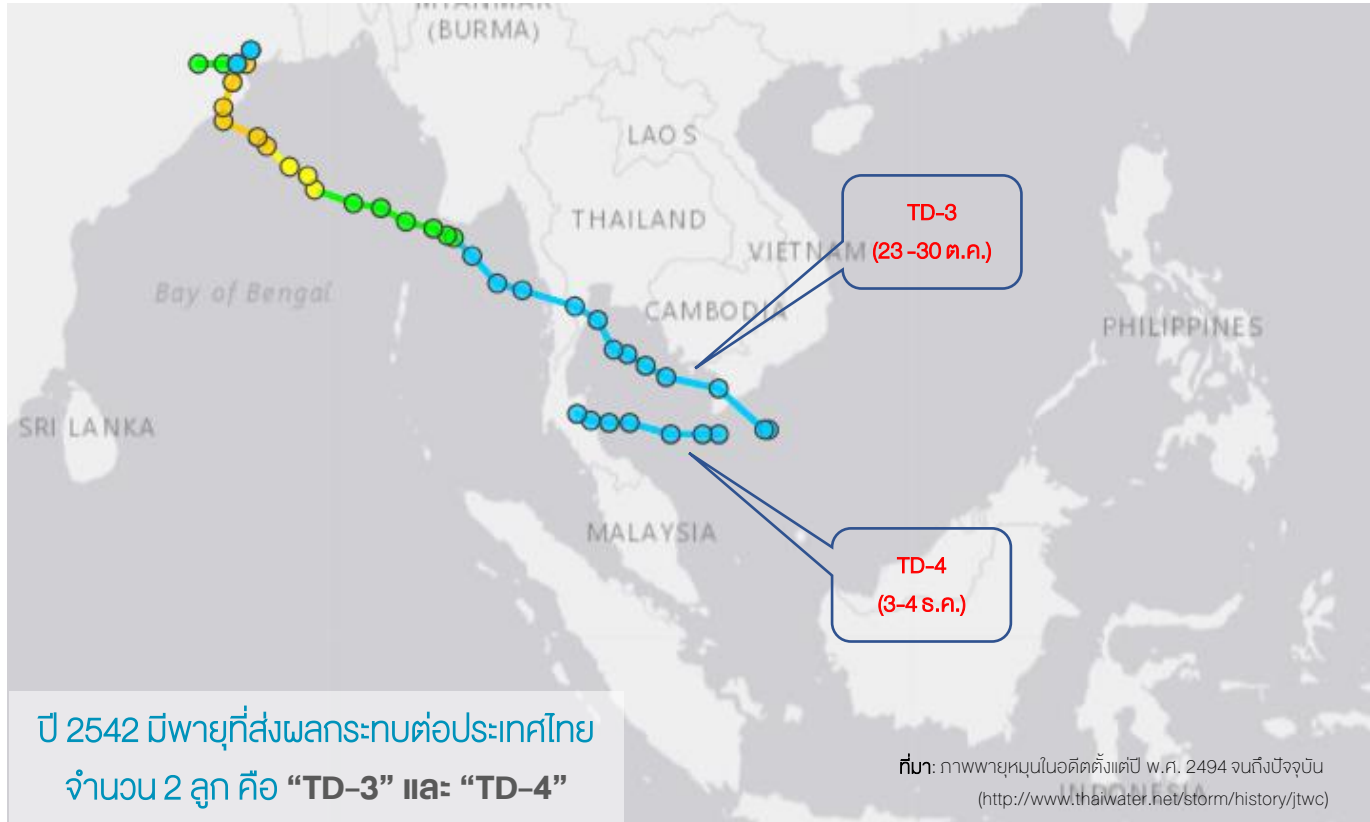 MYANMAR
(BURMA)
LAOS
THAILAND
VIETNAM
CAMBODIA
Bay of Bengal
PHILIPPINES
SRI LANKA
MALAYSIA
INDONESIA
TD-3
(23 -30 ต.ค.)
TD-4
(3-4 ธ.ค.)
ปี 2542 มีพายุที่ส่งผลกระทบต่อประเทศไทย
จำนวน 2 ลูก คือ “TD-3” และ “TD-4”
ที่มา: ภาพพายุหมุนในอดีตตั้งแต่ปี พ.ศ. 2494 จนถึงปัจจุบัน
(http://www.thaiwater.net/storm/history/jtwc)